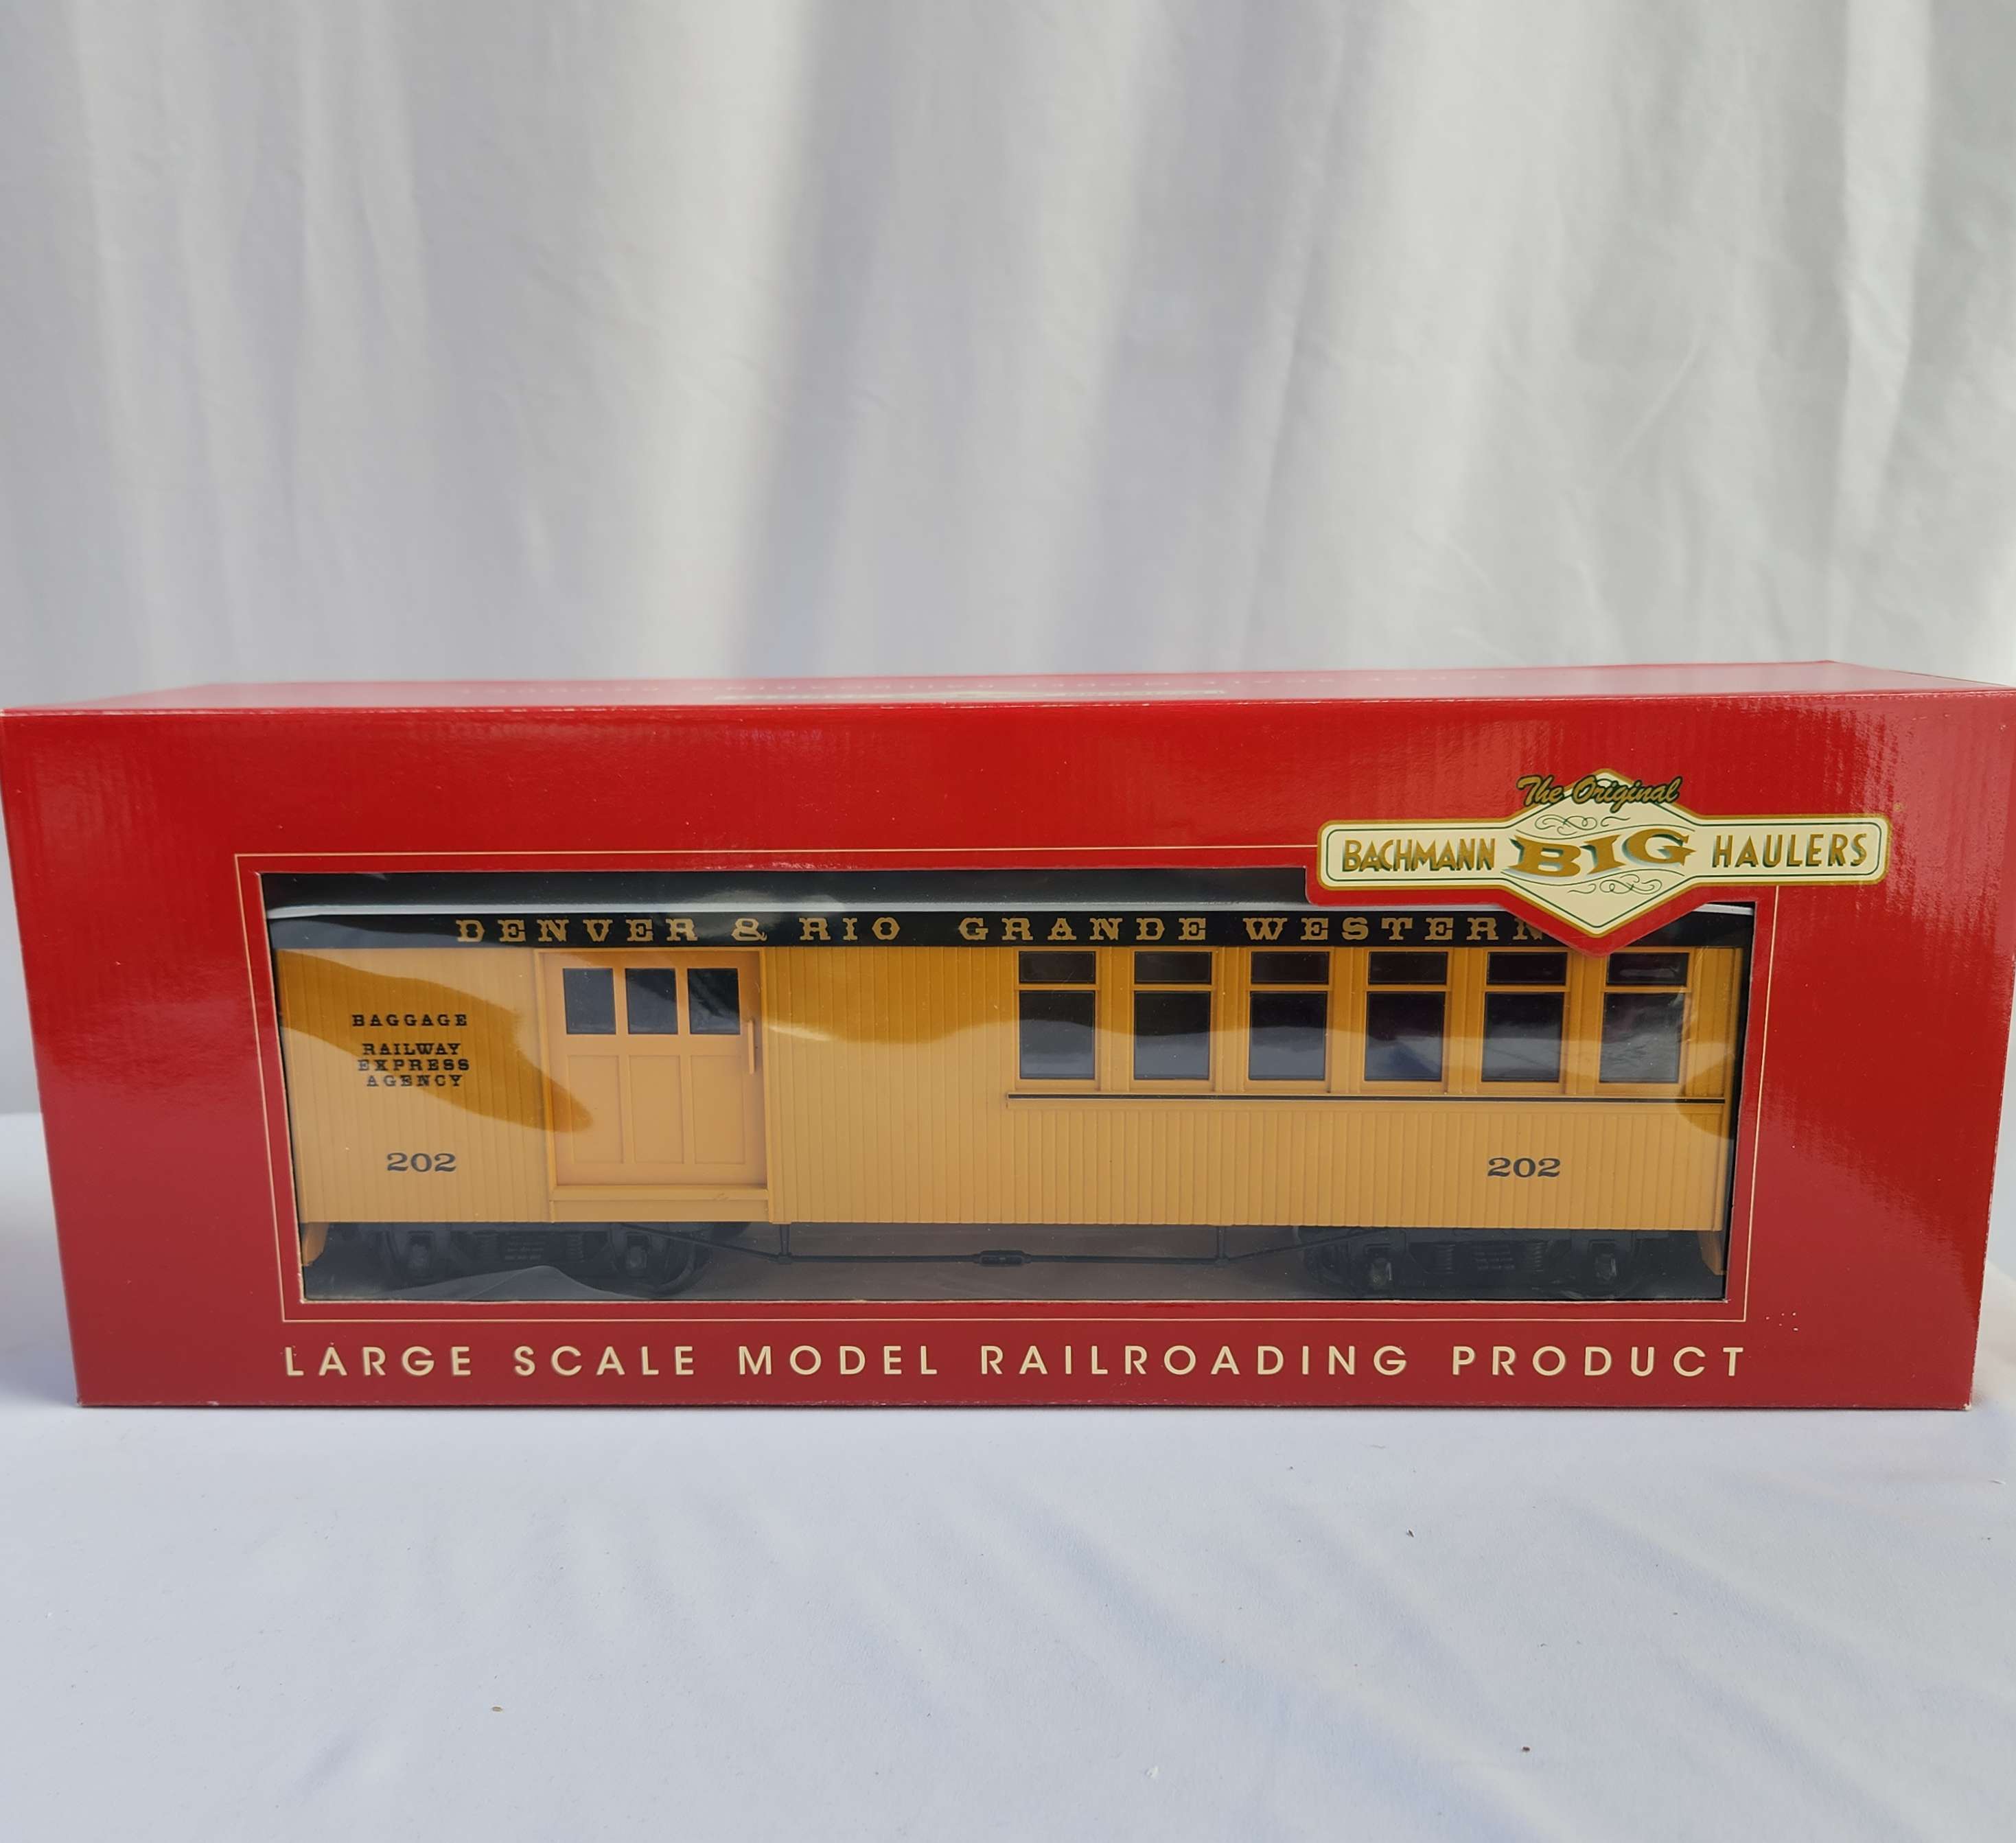 The Original
BACHMANN BIG HAULERS
DENVER & RIO GRANDE WESTERN
BAGGAGE
RAILWAY
EXPRESS
AGENCY
202
202
LARGE SCALE MODEL RAILROADING PRODUCT